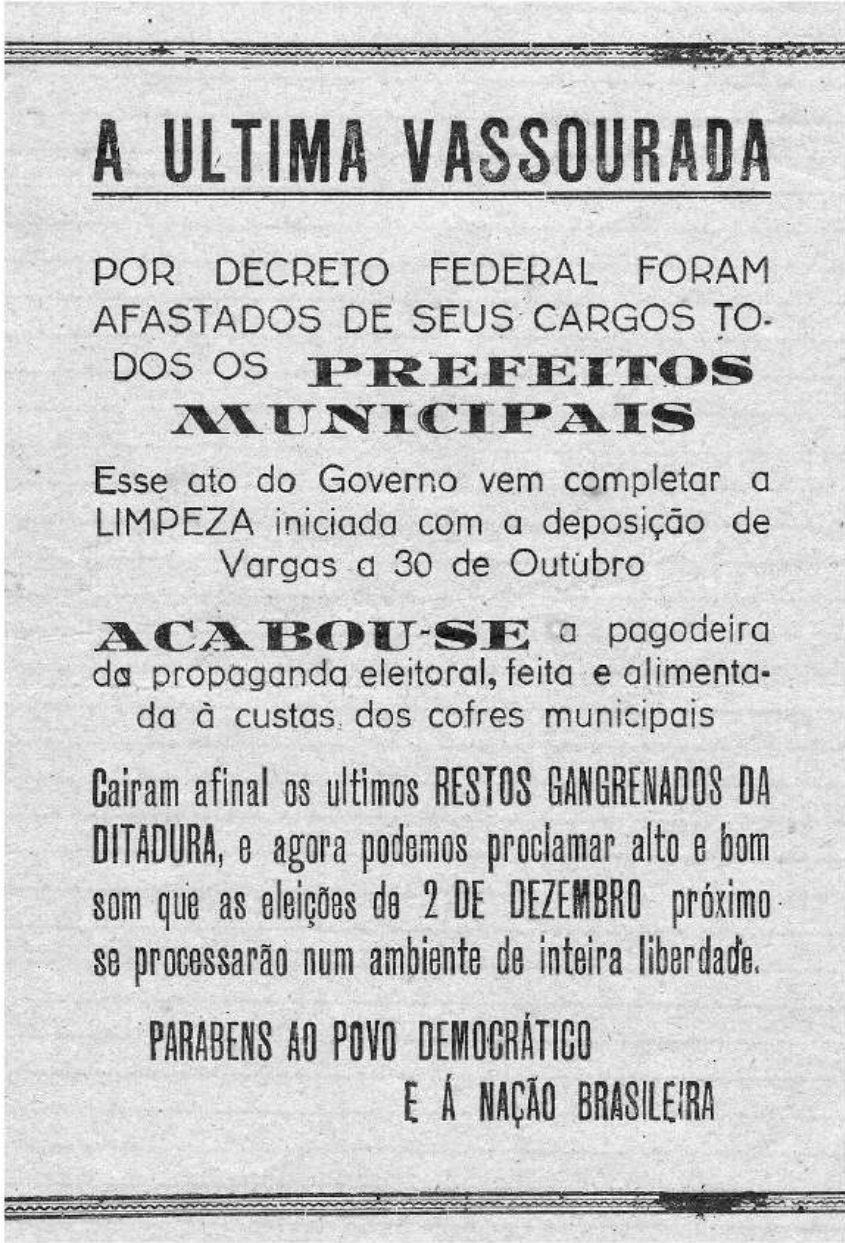 A ULTIMA VASSOURADA
POR DECRETO FEDERAL FORAM
AFASTADOS DE SEUS CARGOS TO-
DOS OS PREFEITOS
MUNICIPAIS
Esse ato do Governo vem completar a
LIMPEZA iniciada com a deposição de
Vargas a 30 de Outubro
ACABOU-SE a pagodeira
da propaganda eleitoral, feita e alimenta-
da à custas dos cofres municipais
Cairam afinal os ultimos RESTOS GANGRENADOS DA
DITADURA, e agora podemos proclamar alto e bom
som que as eleições de 2 DE DEZEMBRO próximo
se processarão num ambiente de inteira liberdade.
PARABENS AO POVO DEMOCRÁTICO
E Á NAÇÃO BRASILEIRA